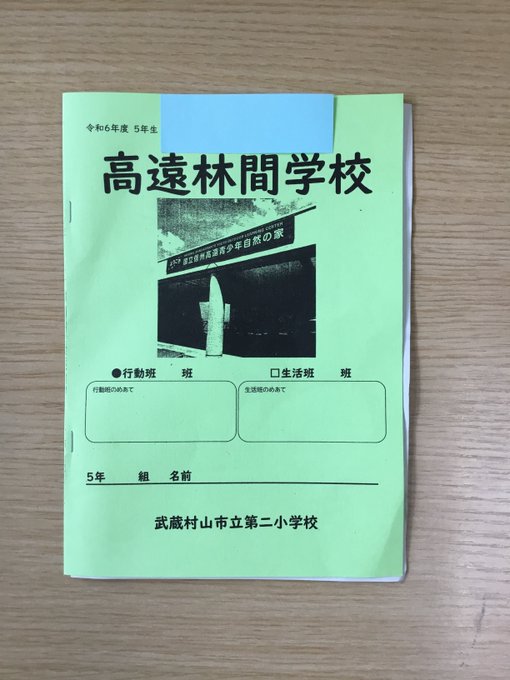 令和6年度 5年生
高遠林間学校
国立信州高遠青少年自然の家
●行動班 班 □生活班 班
行動班のめあて 生活班のめあて
5年 組 名前
武蔵村山市立第二小学校